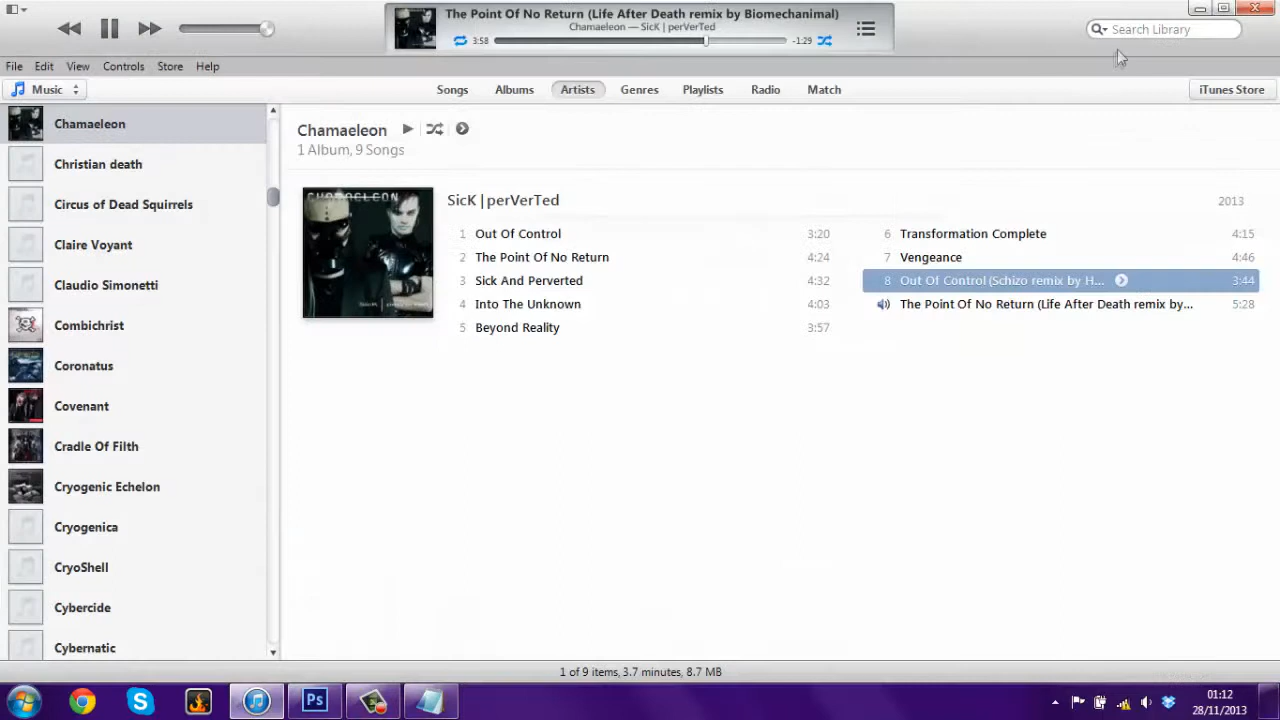 The Point Of No Return (Life After Death remix by Biomechanimal)
Chamaeleon — SicK | perVerTed
3:58
-1:29
Search Library
File Edit View Controls Store Help
Music
Songs Albums Artists Genres Playlists Radio Match
iTunes Store
Chamaeleon
Christian death
Circus of Dead Squirrels
Claire Voyant
Claudio Simonetti
Combichrist
Coronatus
Covenant
Cradle Of Filth
Cryogenic Echelon
Cryogenica
CryoShell
Cybercide
Cybernatic
Chamaeleon
1 Album, 9 Songs
CHAMAELEON
SicK | perVerTed
2013
1 Out Of Control 3:20
2 The Point Of No Return 4:24
3 Sick And Perverted 4:32
4 Into The Unknown 4:03
5 Beyond Reality 3:57
6 Transformation Complete 4:15
7 Vengeance 4:46
8 Out Of Control (Schizo remix by H... 3:44
The Point Of No Return (Life After Death remix by... 5:28
1 of 9 items, 3.7 minutes, 8.7 MB
Ps
01:12
28/11/2013